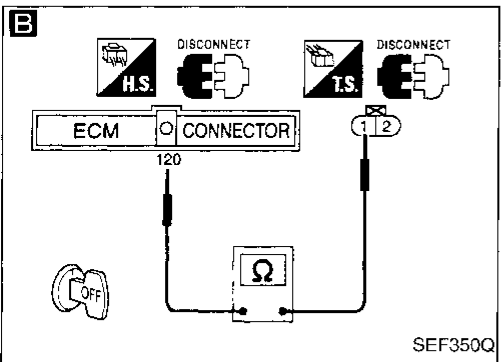 B
DISCONNECT
H.S.
DISCONNECT
T.S.
ECM CONNECTOR
1 2
120
Ω
OFF
SEF350Q